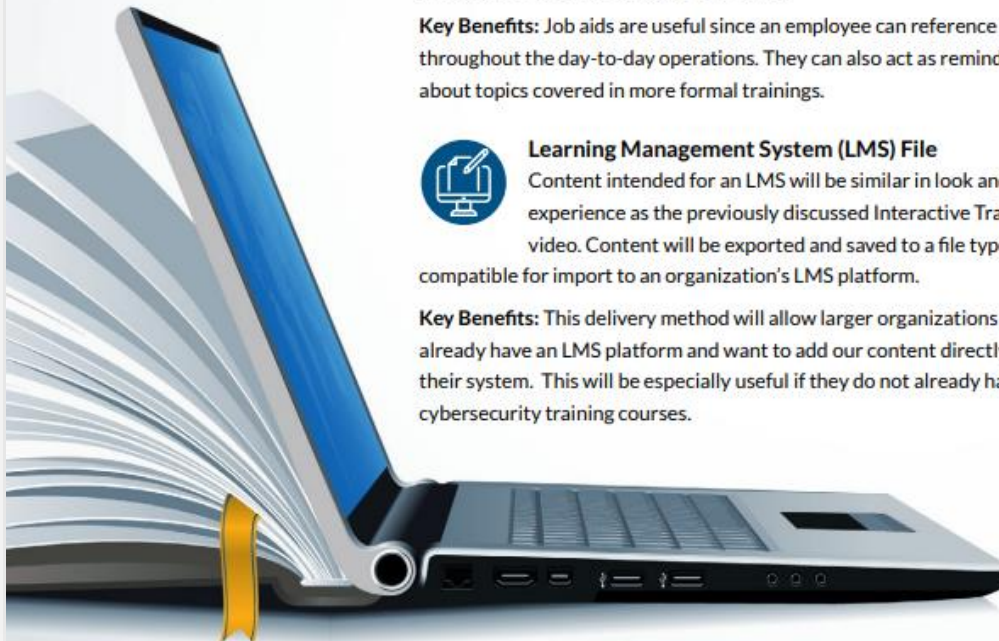 Key Benefits: Job aids are useful since an employee can reference
throughout the day-to-day operations. They can also act as remind
about topics covered in more formal trainings.
Learning Management System (LMS) File
Content intended for an LMS will be similar in look an
experience as the previously discussed Interactive Tra
video. Content will be exported and saved to a file typ
compatible for import to an organization's LMS platform.
Key Benefits: This delivery method will allow larger organizations
already have an LMS platform and want to add our content directl
their system.  This will be especially useful if they do not already ha
cybersecurity training courses.